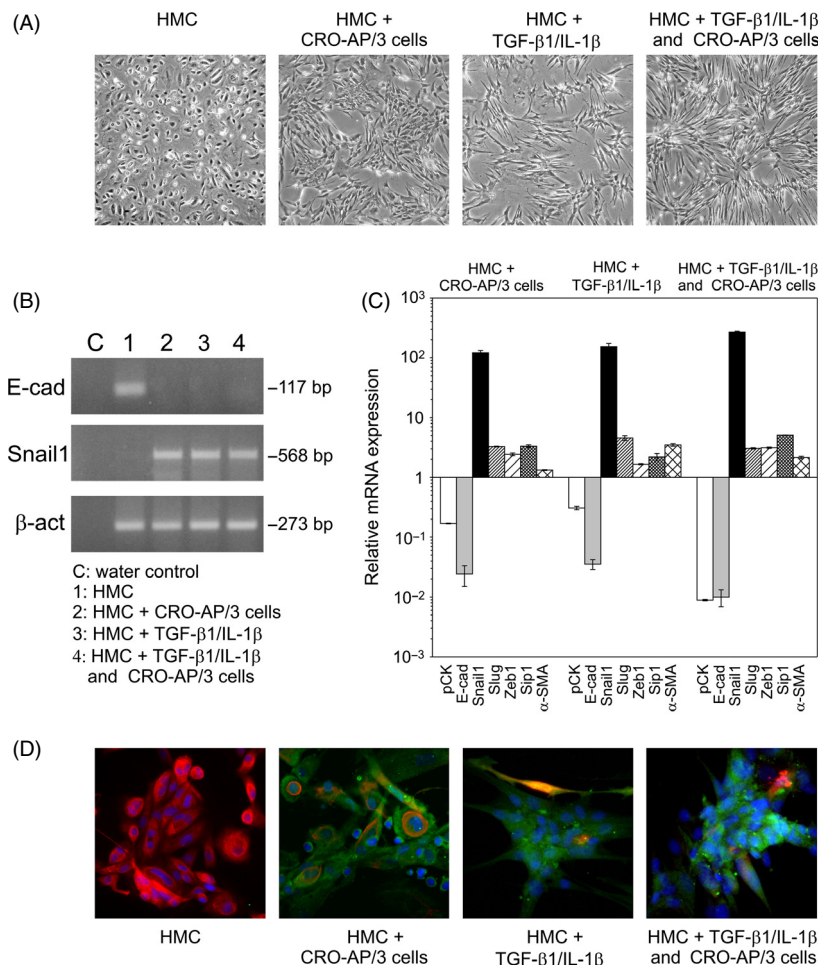 (A)
HMC
HMC +
CRO-AP/3 cells
HMC +
TGF-β1/IL-1β
HMC + TGF-β1/IL-1β
and CRO-AP/3 cells
(B)
C 1 2 3 4
E-cad
–117 bp
Snail1
–568 bp
β-act
–273 bp
C: water control
1: HMC
2: HMC + CRO-AP/3 cells
3: HMC + TGF-β1/IL-1β
4: HMC + TGF-β1/IL-1β
and CRO-AP/3 cells
(C)
HMC +
CRO-AP/3 cells
HMC +
TGF-β1/IL-1β
HMC + TGF-β1/IL-1β
and CRO-AP/3 cells
Relative mRNA expression
10³
10²
10
1
10⁻¹
10⁻²
10⁻³
pCK
E-cad
Snail1
Slug
Zeb1
Sip1
α-SMA
pCK
E-cad
Snail1
Slug
Zeb1
Sip1
α-SMA
pCK
E-cad
Snail1
Slug
Zeb1
Sip1
α-SMA
(D)
HMC
HMC +
CRO-AP/3 cells
HMC +
TGF-β1/IL-1β
HMC + TGF-β1/IL-1β
and CRO-AP/3 cells